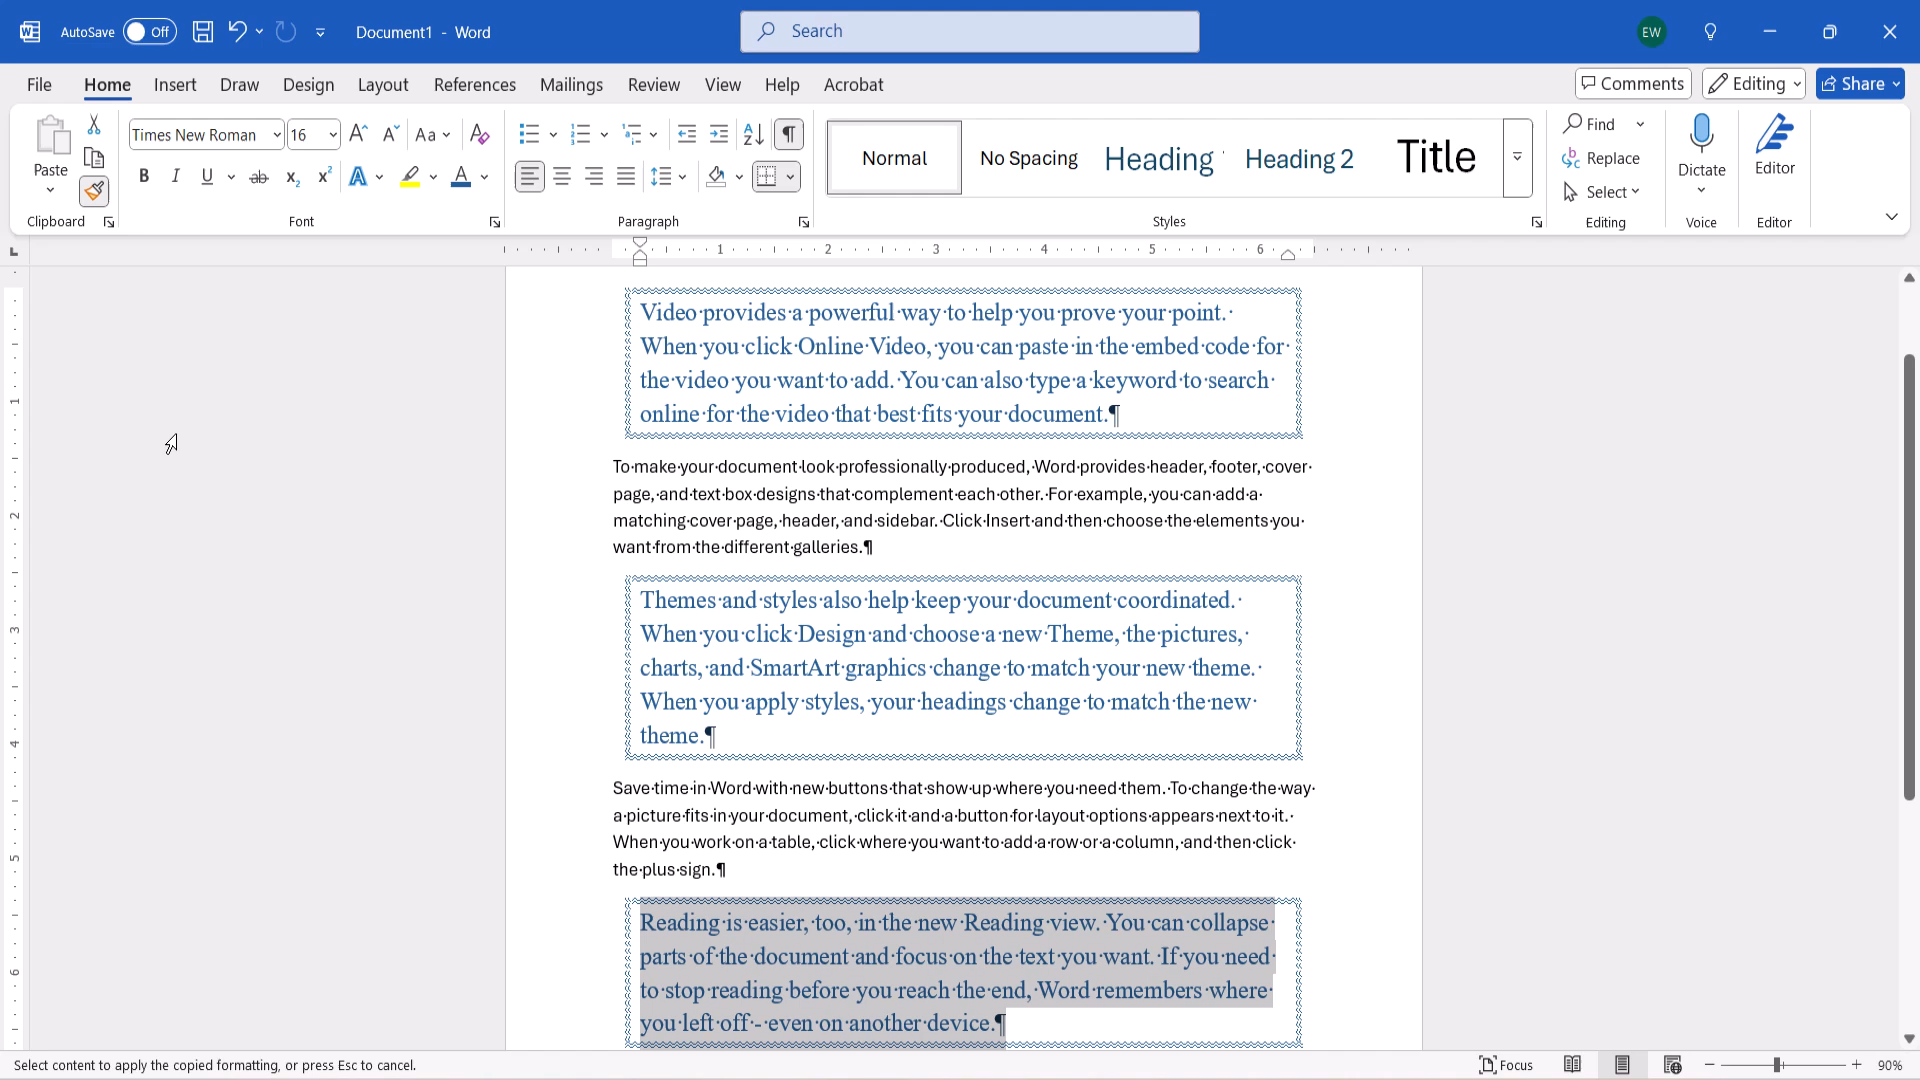 AutoSave Off Document1 - Word Search EW
File Home Insert Draw Design Layout References Mailings Review View Help Acrobat Comments Editing Share
Paste Times New Roman 16 Aa Normal No Spacing Heading Heading 2 Title Find Replace Select Dictate Editor
Clipboard Font Paragraph Styles Editing Voice Editor
1 2 3 4 5 6
Video·provides·a·powerful·way·to·help·you·prove·your·point.·
When·you·click·Online·Video,·you·can·paste·in·the·embed·code·for·
the·video·you·want·to·add.·You·can·also·type·a·keyword·to·search·
online·for·the·video·that·best·fits·your·document.¶
To·make·your·document·look·professionally·produced,·Word·provides·header,·footer,·cover·
page,·and·text·box·designs·that·complement·each·other.·For·example,·you·can·add·a·
matching·cover·page,·header,·and·sidebar.·Click·Insert·and·then·choose·the·elements·you·
want·from·the·different·galleries.¶
Themes·and·styles·also·help·keep·your·document·coordinated.·
When·you·click·Design·and·choose·a·new·Theme,·the·pictures,·
charts,·and·SmartArt·graphics·change·to·match·your·new·theme.·
When·you·apply·styles,·your·headings·change·to·match·the·new·
theme.¶
Save·time·in·Word·with·new·buttons·that·show·up·where·you·need·them.·To·change·the·way·
a·picture·fits·in·your·document,·click·it·and·a·button·for·layout·options·appears·next·to·it.·
When·you·work·on·a·table,·click·where·you·want·to·add·a·row·or·a·column,·and·then·click·
the·plus·sign.¶
Reading·is·easier,·too,·in·the·new·Reading·view.·You·can·collapse·
parts·of·the·document·and·focus·on·the·text·you·want.·If·you·need·
to·stop·reading·before·you·reach·the·end,·Word·remembers·where·
you·left·off·-·even·on·another·device.¶
1
2
3
4
5
6
Select content to apply the copied formatting, or press Esc to cancel. Focus 90%